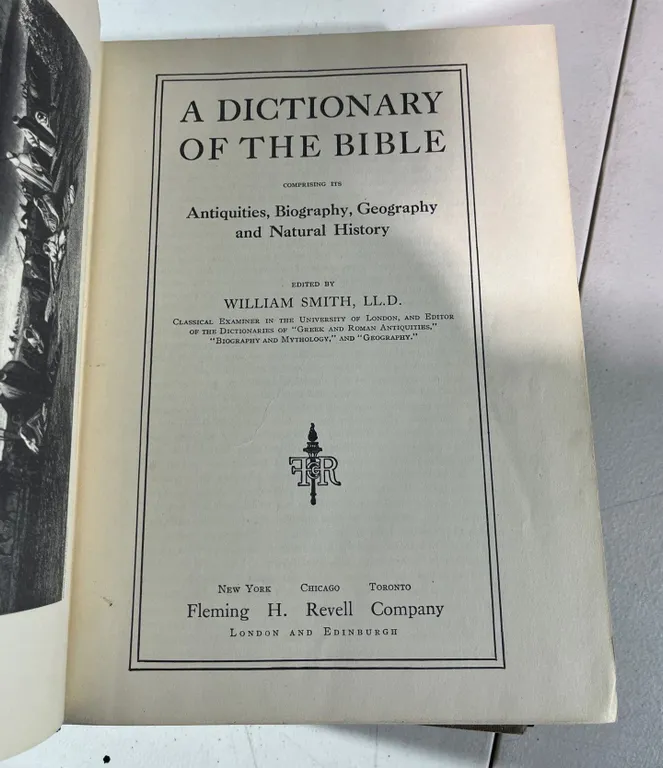 A DICTIONARY
OF THE BIBLE
COMPRISING ITS
Antiquities, Biography, Geography
and Natural History
EDITED BY
WILLIAM SMITH, LL.D.
CLASSICAL EXAMINER IN THE UNIVERSITY OF LONDON, AND EDITOR
OF THE DICTIONARIES OF "GREEK AND ROMAN ANTIQUITIES,"
"BIOGRAPHY AND MYTHOLOGY," AND "GEOGRAPHY."
NEW YORK CHICAGO TORONTO
Fleming H. Revell Company
LONDON AND EDINBURGH